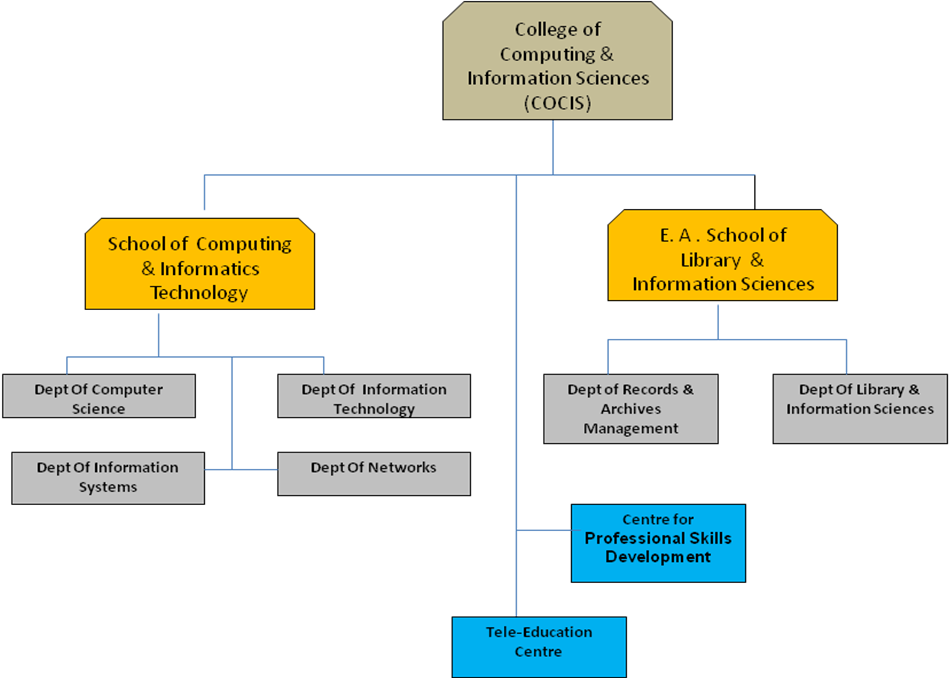 College of
Computing &
Information Sciences
(COCIS)
School of Computing
& Informatics
Technology
E. A . School of
Library &
Information Sciences
Dept Of Computer
Science
Dept Of Information
Technology
Dept of Records &
Archives
Management
Dept Of Library &
Information Sciences
Dept Of Information
Systems
Dept Of Networks
Centre for
Professional Skills
Development
Tele-Education
Centre